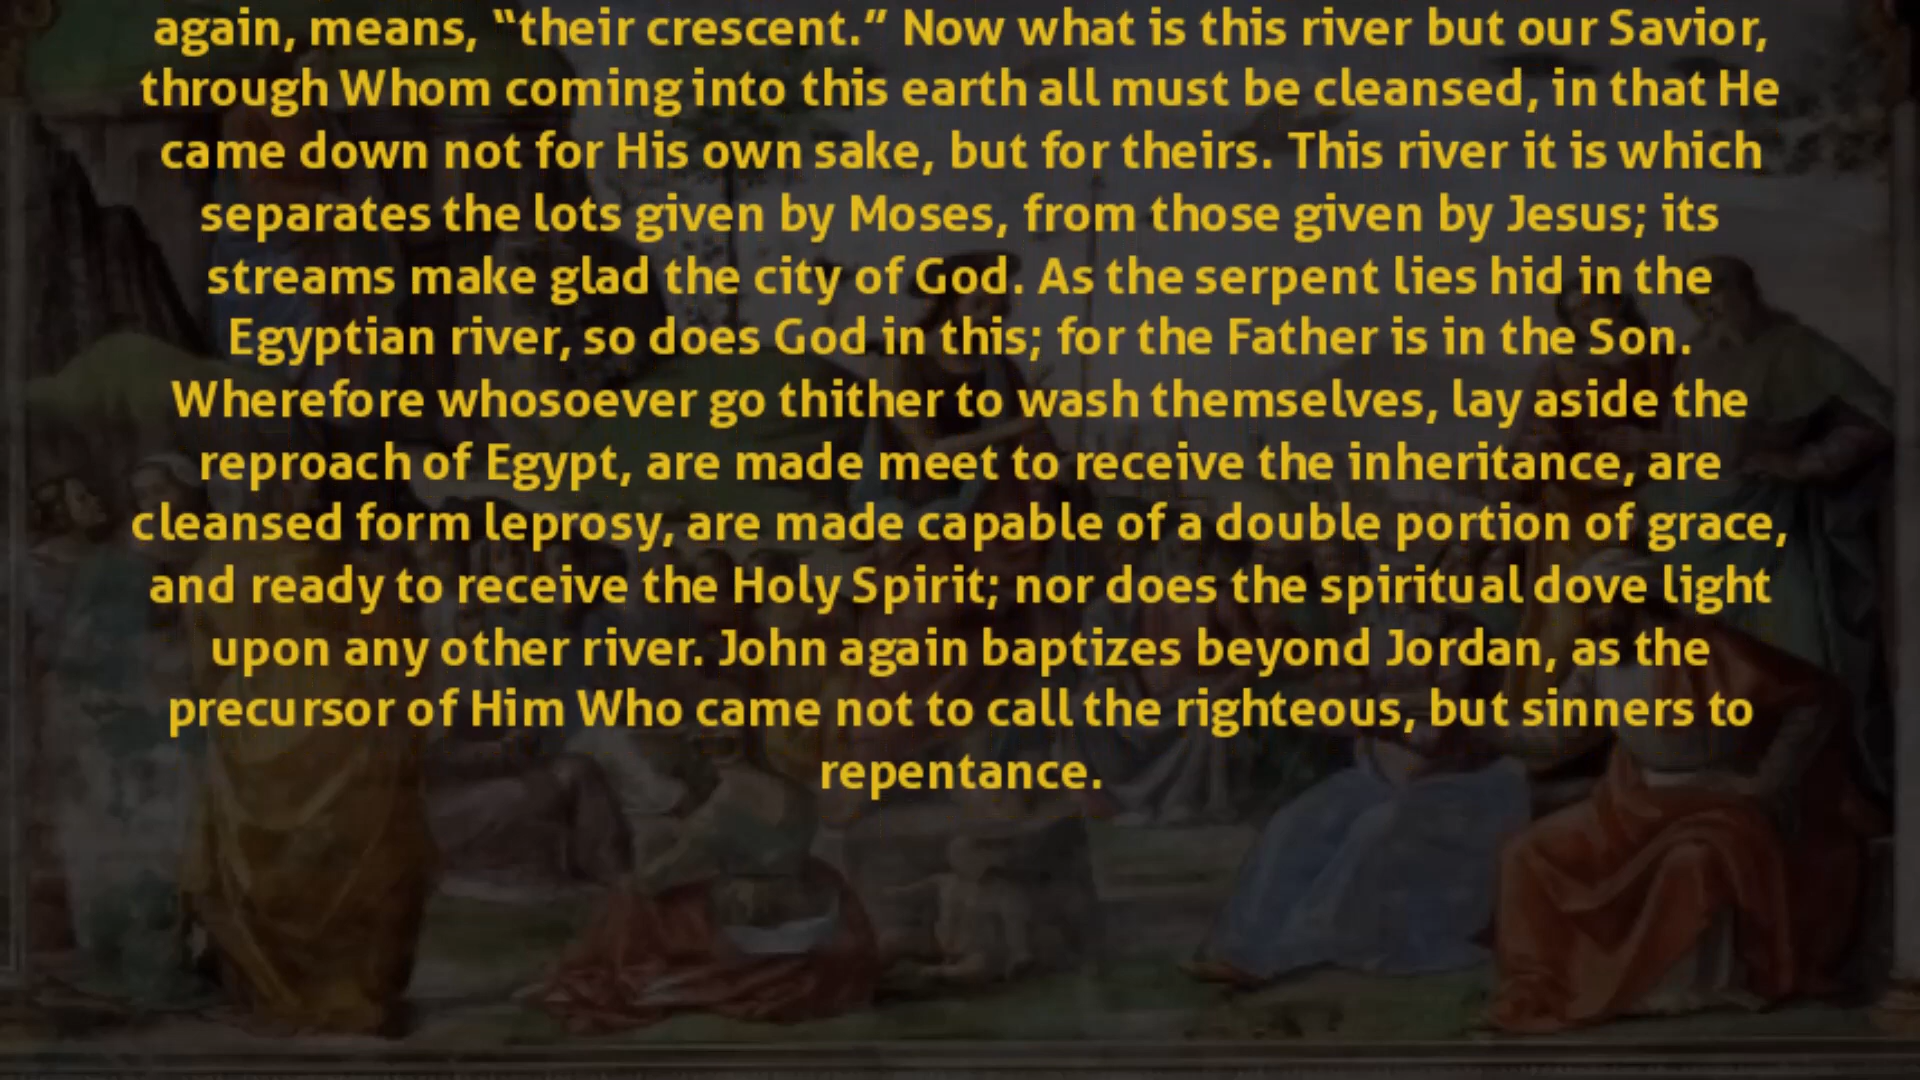 again, means, “their crescent.” Now what is this river but our Savior,
through Whom coming into this earth all must be cleansed, in that He
came down not for His own sake, but for theirs. This river it is which
separates the lots given by Moses, from those given by Jesus; its
streams make glad the city of God. As the serpent lies hid in the
Egyptian river, so does God in this; for the Father is in the Son.
Wherefore whosoever go thither to wash themselves, lay aside the
reproach of Egypt, are made meet to receive the inheritance, are
cleansed form leprosy, are made capable of a double portion of grace,
and ready to receive the Holy Spirit; nor does the spiritual dove light
upon any other river. John again baptizes beyond Jordan, as the
precursor of Him Who came not to call the righteous, but sinners to
repentance.